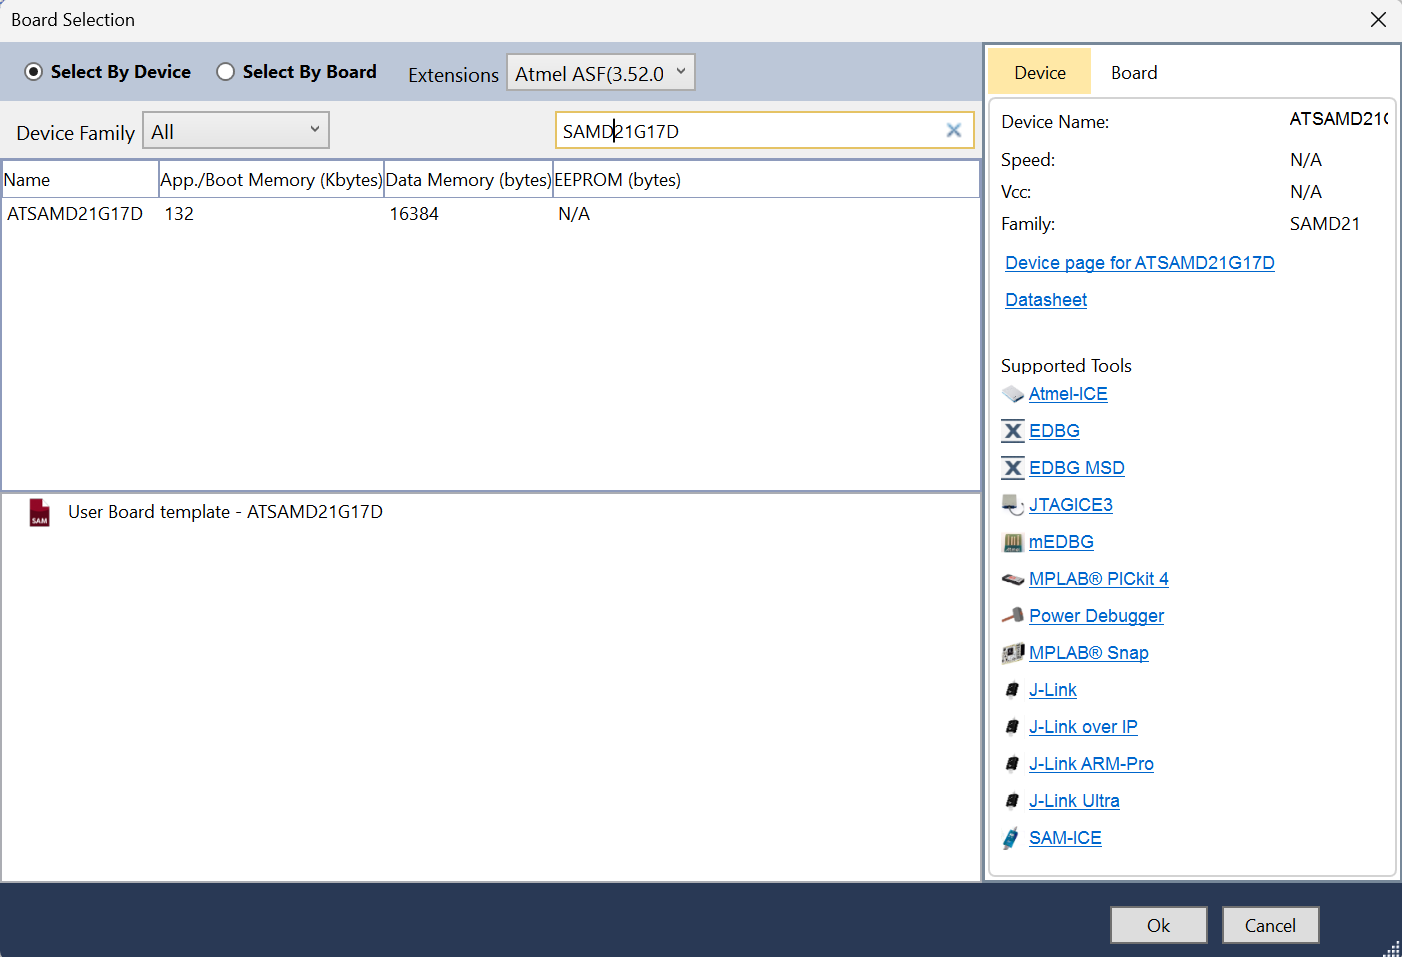 Board Selection
Select By Device Select By Board Extensions Atmel ASF(3.52.0
Device Family All SAMD21G17D
Name App./Boot Memory (Kbytes) Data Memory (bytes) EEPROM (bytes)
ATSAMD21G17D 132 16384 N/A
User Board template - ATSAMD21G17D
Device Board
Device Name: ATSAMD21G
Speed: N/A
Vcc: N/A
Family: SAMD21
Device page for ATSAMD21G17D
Datasheet
Supported Tools
Atmel-ICE
EDBG
EDBG MSD
JTAGICE3
mEDBG
MPLAB® PICkit 4
Power Debugger
MPLAB® Snap
J-Link
J-Link over IP
J-Link ARM-Pro
J-Link Ultra
SAM-ICE
Ok Cancel